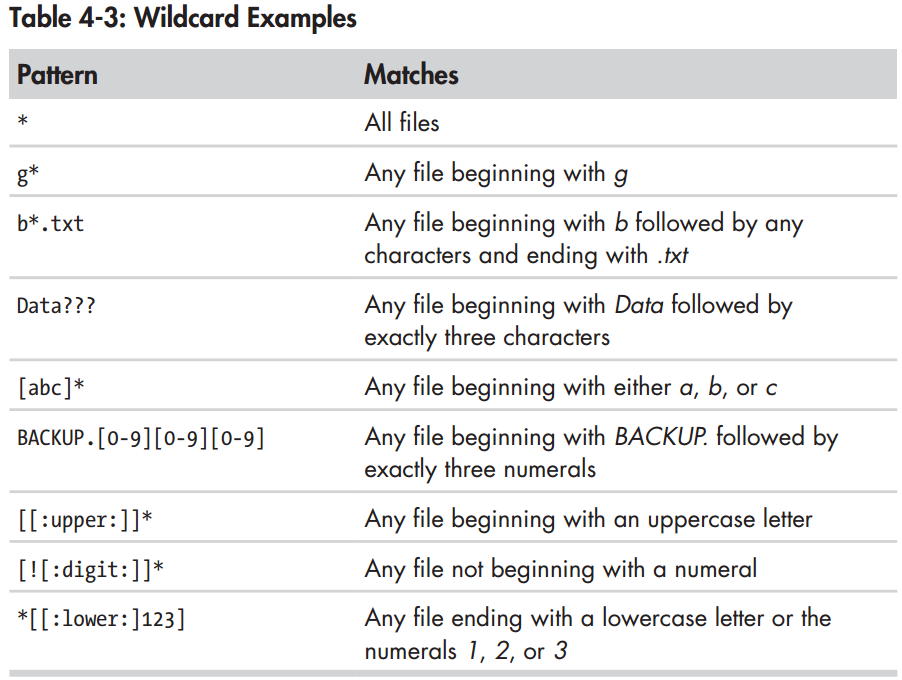 Table 4-3: Wildcard Examples
Pattern Matches
* All files
g* Any file beginning with g
b*.txt Any file beginning with b followed by any
characters and ending with .txt
Data??? Any file beginning with Data followed by
exactly three characters
[abc]* Any file beginning with either a, b, or c
BACKUP.[0-9][0-9][0-9] Any file beginning with BACKUP. followed by
exactly three numerals
[[:upper:]]* Any file beginning with an uppercase letter
[![:digit:]]* Any file not beginning with a numeral
*[[:lower:]123] Any file ending with a lowercase letter or the
numerals 1, 2, or 3